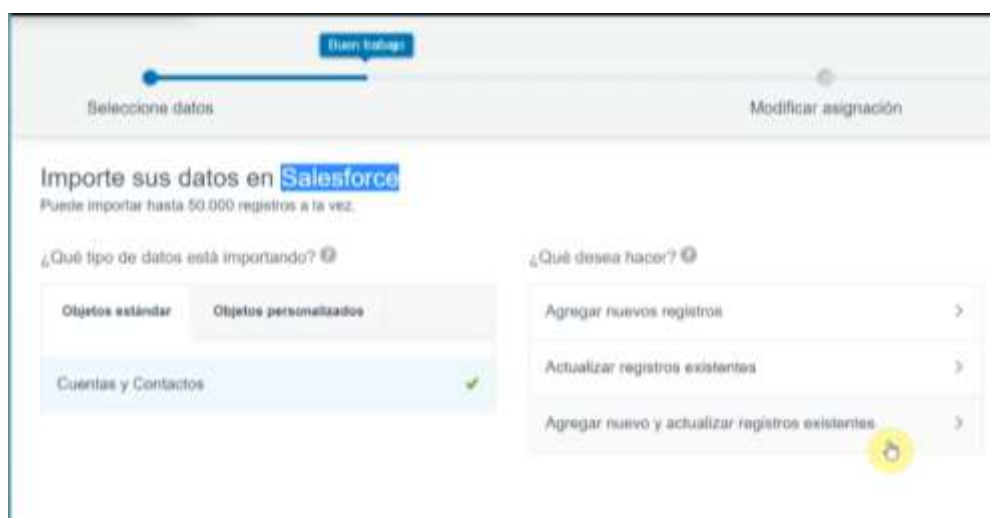 Buen trabajo
Seleccione datos
Modificar asignación
Importe sus datos en Salesforce
Puede importar hasta 50.000 registros a la vez.
¿Qué tipo de datos está importando? ?
Objetos estándar
Objetos personalizados
Cuentas y Contactos
¿Qué desea hacer? ?
Agregar nuevos registros
Actualizar registros existentes
Agregar nuevo y actualizar registros existentes